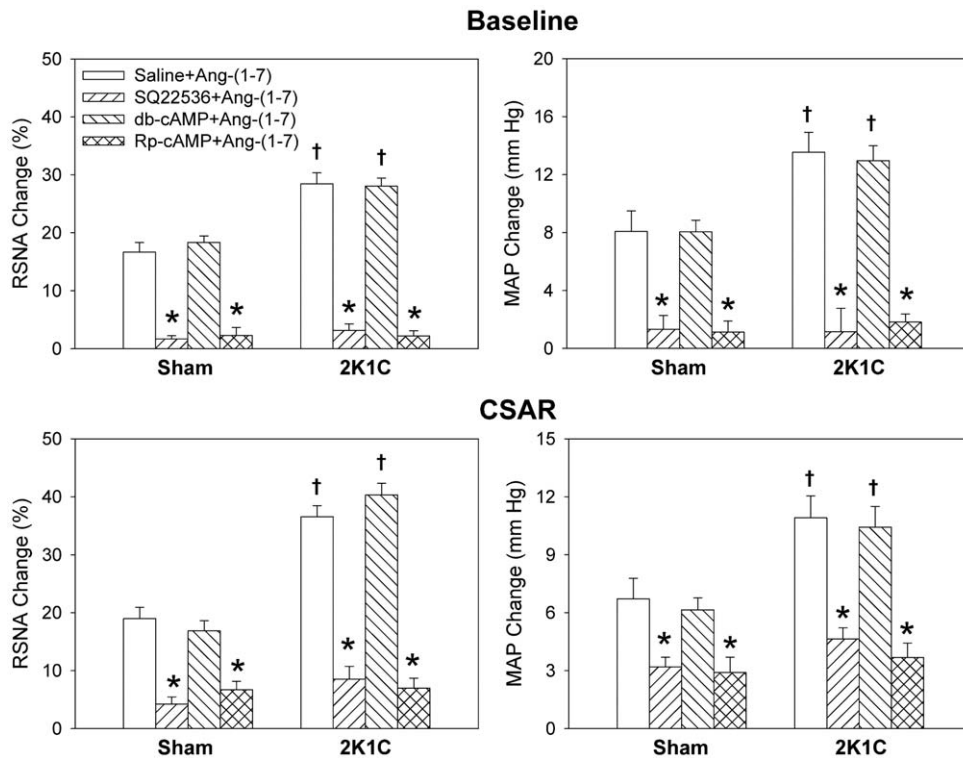 Baseline
50
40
30
20
10
0
RSNA Change (%)
Saline+Ang-(1-7)
SQ22536+Ang-(1-7)
db-cAMP+Ang-(1-7)
Rp-cAMP+Ang-(1-7)
* * † * † *
Sham 2K1C
20
16
12
8
4
0
MAP Change (mm Hg)
* * † * † *
Sham 2K1C
CSAR
50
40
30
20
10
0
RSNA Change (%)
* * † * † *
Sham 2K1C
15
12
9
6
3
0
MAP Change (mm Hg)
* * † * † *
Sham 2K1C